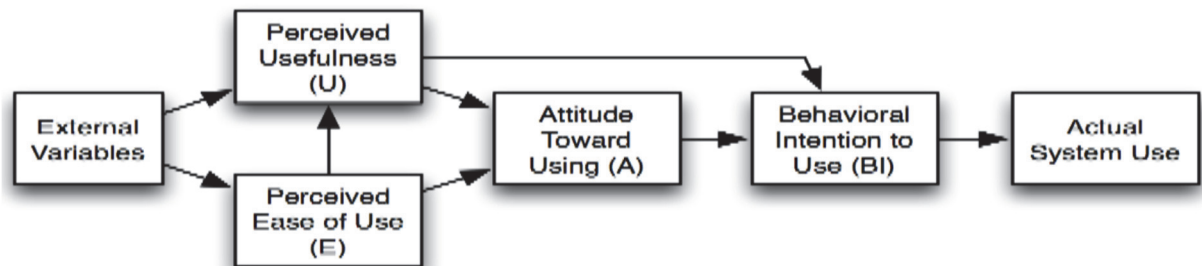 External
Variables
Perceived
Usefulness
(U)
Perceived
Ease of Use
(E)
Attitude
Toward
Using (A)
Behavioral
Intention to
Use (BI)
Actual
System Use